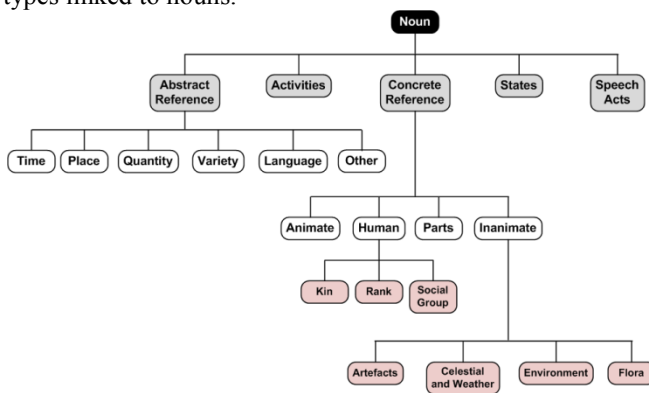 types linked to nouns.
Noun
Abstract
Reference
Activities
Concrete
Reference
States
Speech
Acts
Time
Place
Quantity
Variety
Language
Other
Animate
Human
Parts
Inanimate
Kin
Rank
Social
Group
Artefacts
Celestial
and Weather
Environment
Flora